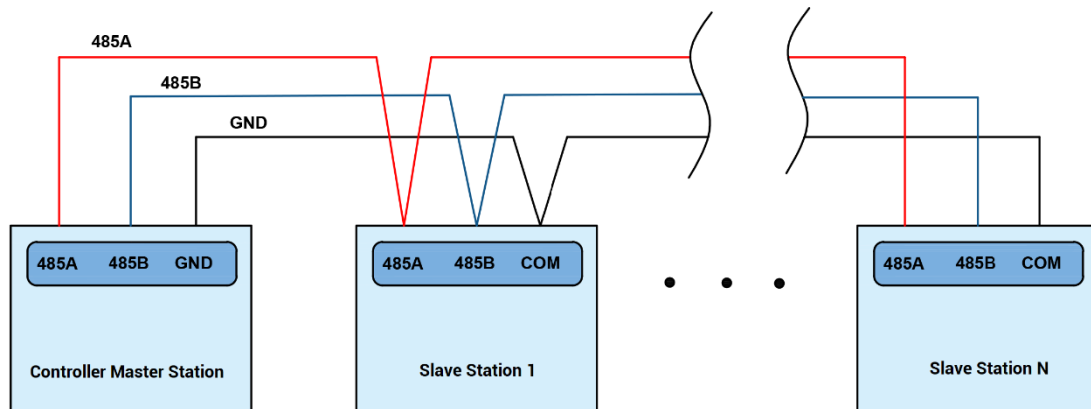 485A
485B
GND
485A 485B GND
485A 485B COM
485A 485B COM
Controller Master Station
Slave Station 1
Slave Station N